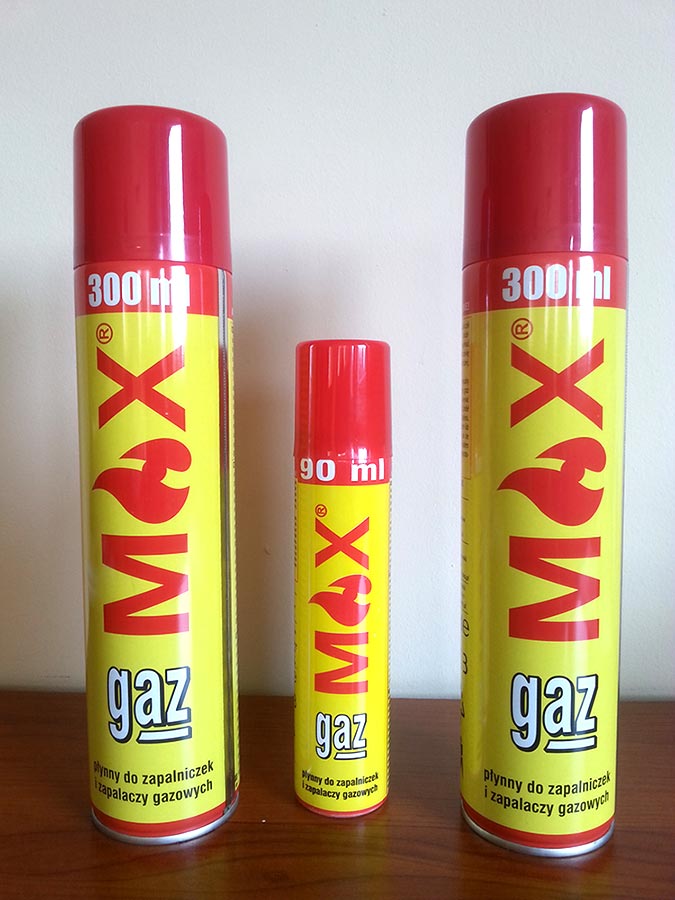 300 ml
MAX®
gaz
płynny do zapalniczek
i zapalaczy gazowych
90 ml
MAX®
gaz
płynny do zapalniczek
i zapalaczy gazowych
300 ml
MAX®
gaz
płynny do zapalniczek
i zapalaczy gazowych